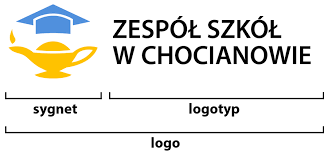 ZESPÓŁ SZKÓŁ
W CHOCIANOWIE
sygnet logotyp
logo